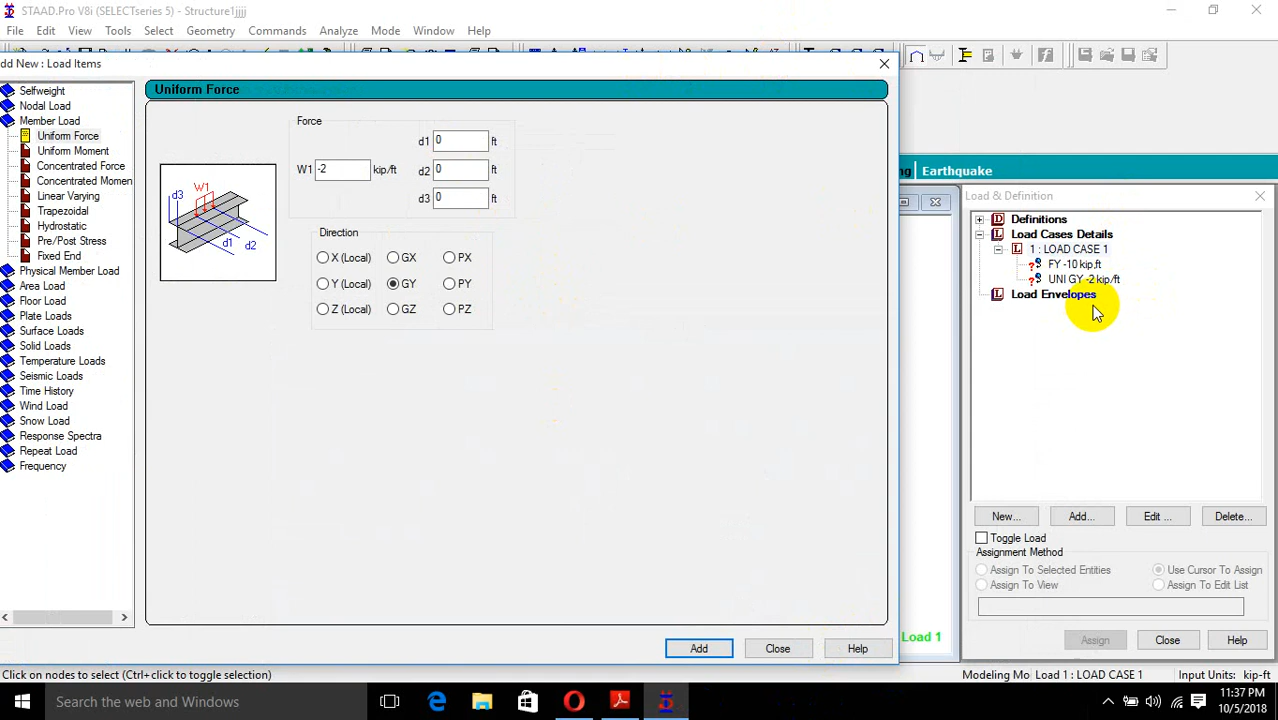 STAAD.Pro V8i (SELECTseries 5) - Structure1jjjj
File Edit View Tools Select Geometry Commands Analyze Mode Window Help
dd New : Load Items
Selfweight
Nodal Load
Member Load
Uniform Force
Uniform Moment
Concentrated Force
Concentrated Momen
Linear Varying
Trapezoidal
Hydrostatic
Pre/Post Stress
Fixed End
Physical Member Load
Area Load
Floor Load
Plate Loads
Surface Loads
Solid Loads
Temperature Loads
Seismic Loads
Time History
Wind Load
Snow Load
Response Spectra
Repeat Load
Frequency
Uniform Force
W1
d3
d1
d2
Force
d1 0 ft
W1 -2 kip/ft
d2 0 ft
d3 0 ft
Direction
X (Local) GX PX
Y (Local) GY PY
Z (Local) GZ PZ
Add Close Help
ng Earthquake
Load & Definition
D Definitions
L Load Cases Details
L 1 : LOAD CASE 1
FY -10 kip,ft
UNI GY -2 kip/ft
L Load Envelopes
New... Add... Edit ... Delete...
Toggle Load
Assignment Method
Assign To Selected Entities Use Cursor To Assign
Assign To View Assign To Edit List
Assign Close Help
Load 1
Click on nodes to select (Ctrl+click to toggle selection)
Modeling Mo Load 1 : LOAD CASE 1 Input Units: kip-ft
Search the web and Windows
11:37 PM
10/5/2018